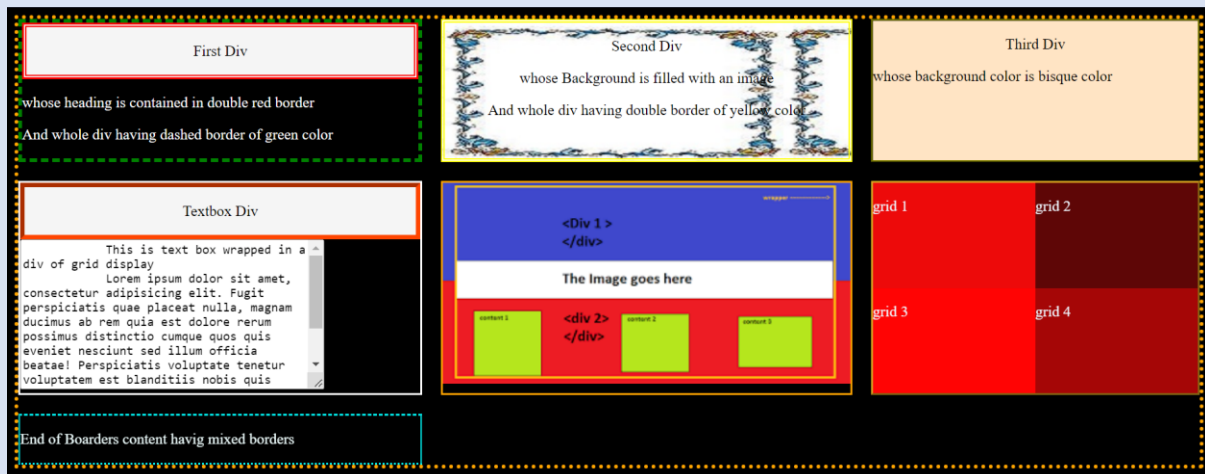 First Div
whose heading is contained in double red border
And whole div having dashed border of green color
Second Div
whose Background is filled with an image
And whole div having double border of yellow color
Third Div
whose background color is bisque color
Textbox Div
This is text box wrapped in a
div of grid display
Lorem ipsum dolor sit amet,
consectetur adipisicing elit. Fugit
perspiciatis quae placeat nulla, magnam
ducimus ab rem quia est dolore rerum
possimus distinctio cumque quos quis
eveniet nesciunt sed illum officia
beatae! Perspiciatis voluptate tenetur
voluptatem est blanditiis nobis quis
wrapper
<Div 1 >
</div>
The Image goes here
<div 2>
</div>
content 1
content 2
content 3
grid 1
grid 2
grid 3
grid 4
End of Boarders content havig mixed borders